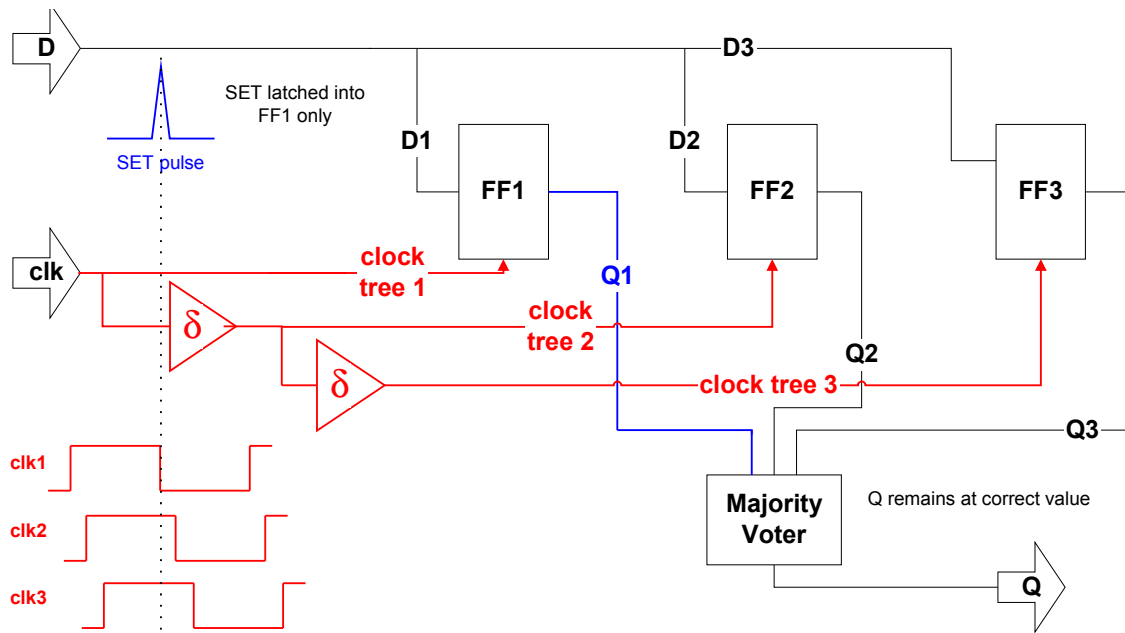 D
D3
SET latched into
FF1 only
SET pulse
D1
D2
FF1
FF2
FF3
clk
clock
tree 1
Q1
δ
clock
tree 2
Q2
δ
clock tree 3
Q3
clk1
clk2
clk3
Majority
Voter
Q remains at correct value
Q